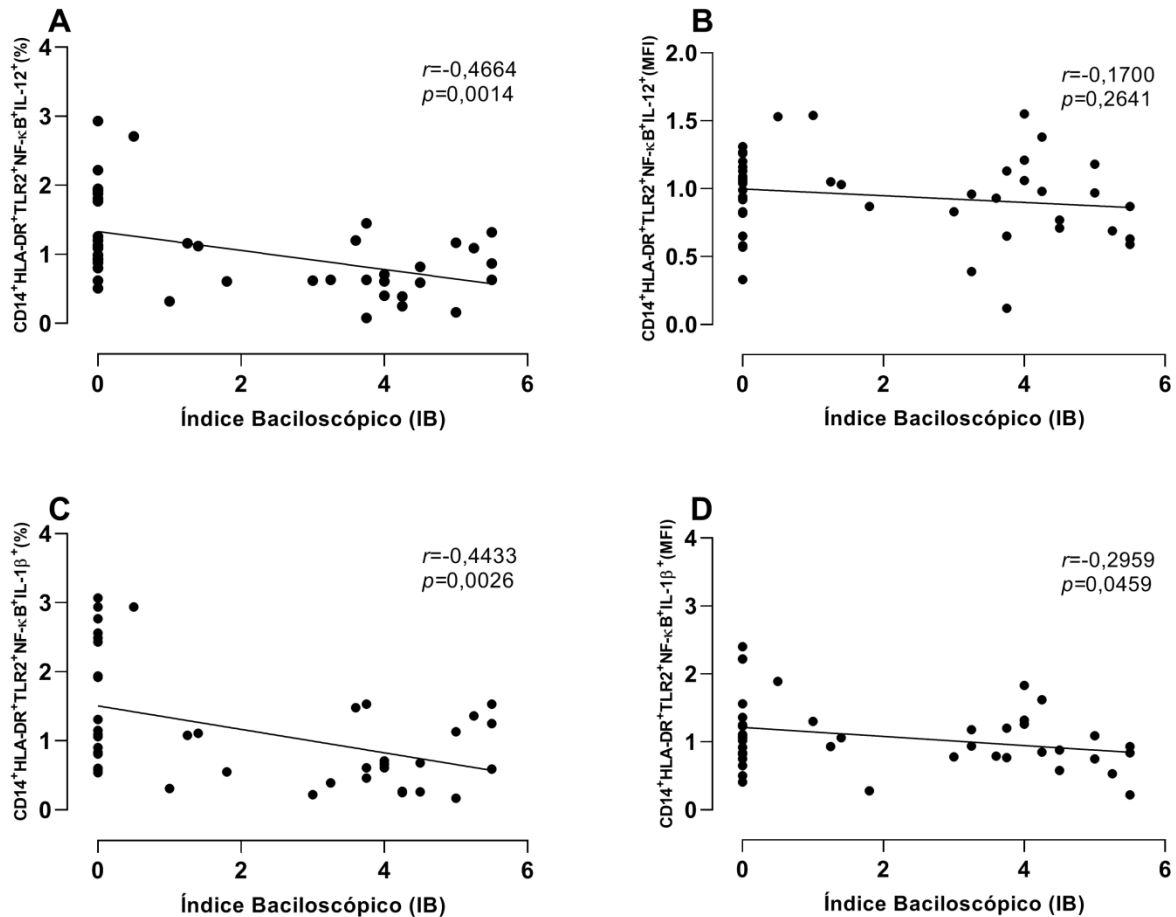 A
CD14⁺HLA-DR⁺TLR2⁺NF-κB⁺IL-12⁺(%)
4
3
2
1
0
r=-0,4664
p=0,0014
0 2 4 6
Índice Baciloscópico (IB)
B
CD14⁺HLA-DR⁺TLR2⁺NF-κB⁺IL-12⁺(MFI)
2.0
1.5
1.0
0.5
0.0
r=-0,1700
p=0,2641
0 2 4 6
Índice Baciloscópico (IB)
C
CD14⁺HLA-DR⁺TLR2⁺NF-κB⁺IL-1β⁺(%)
4
3
2
1
0
r=-0,4433
p=0,0026
0 2 4 6
Índice Baciloscópico (IB)
D
CD14⁺HLA-DR⁺TLR2⁺NF-κB⁺IL-1β⁺(MFI)
4
3
2
1
0
r=-0,2959
p=0,0459
0 2 4 6
Índice Baciloscópico (IB)